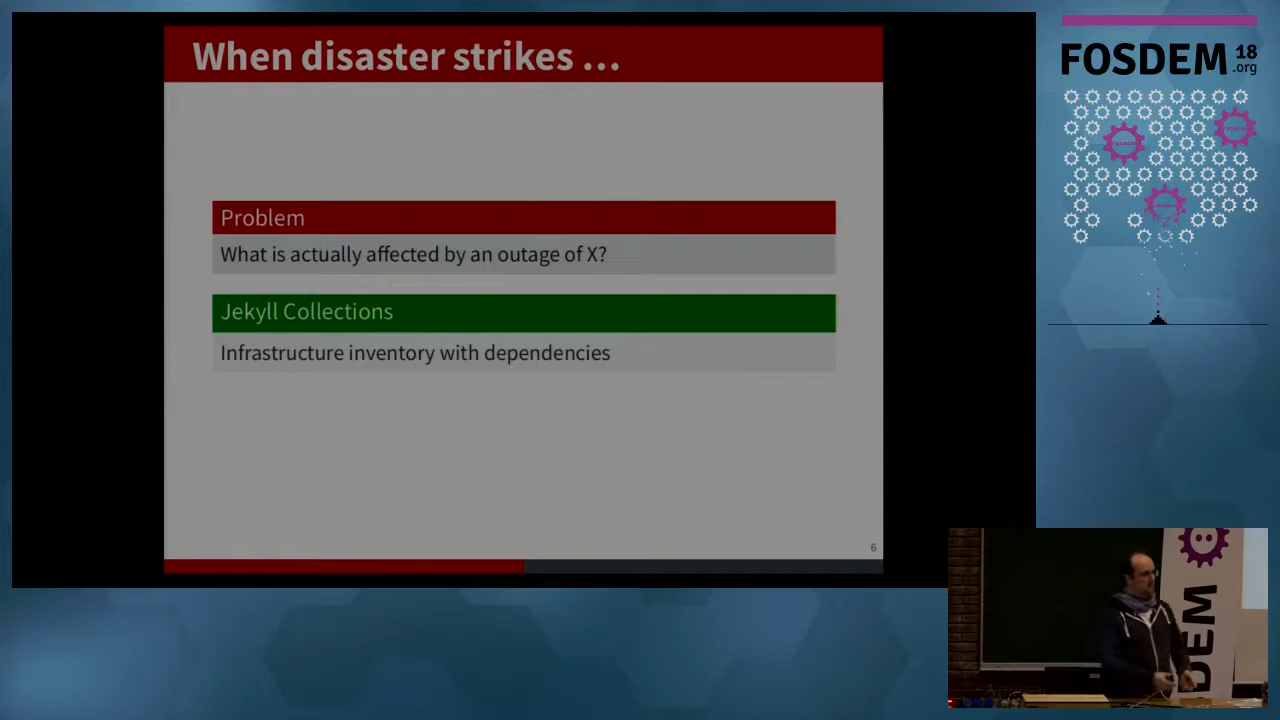 When disaster strikes ...
Problem
What is actually affected by an outage of X?
Jekyll Collections
Infrastructure inventory with dependencies
6
FOSDEM 18
.org
DEM